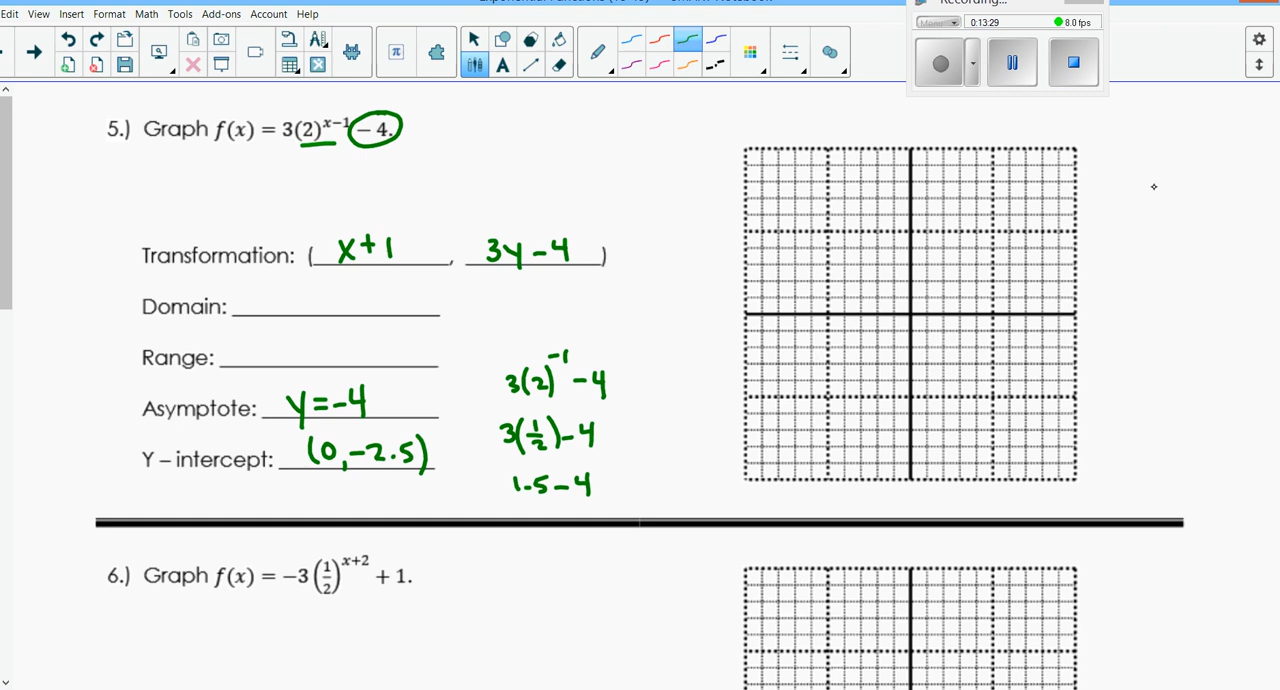 Edit View Insert Format Math Tools Add-ons Account Help
Recording...
Menu 0:13:29 8.0 fps
5.) Graph f(x) = 3(2)^{x−1} − 4.
Transformation: ( x+1 , 3y−4 )
Domain:
Range:
Asymptote: y=−4
Y – intercept: (0,−2.5)
3(2)^{−1} −4
3(½)−4
1.5−4
6.) Graph f(x) = −3(½)^{x+2} + 1.